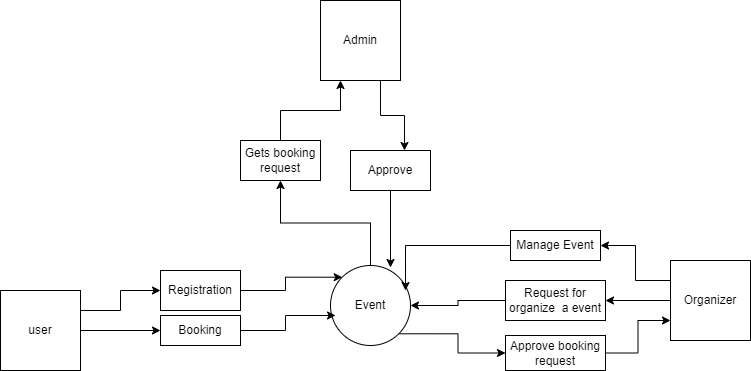 Admin
Gets booking
request
Approve
Manage Event
Registration
Request for
organize  a event
Organizer
Event
user
Booking
Approve booking
request